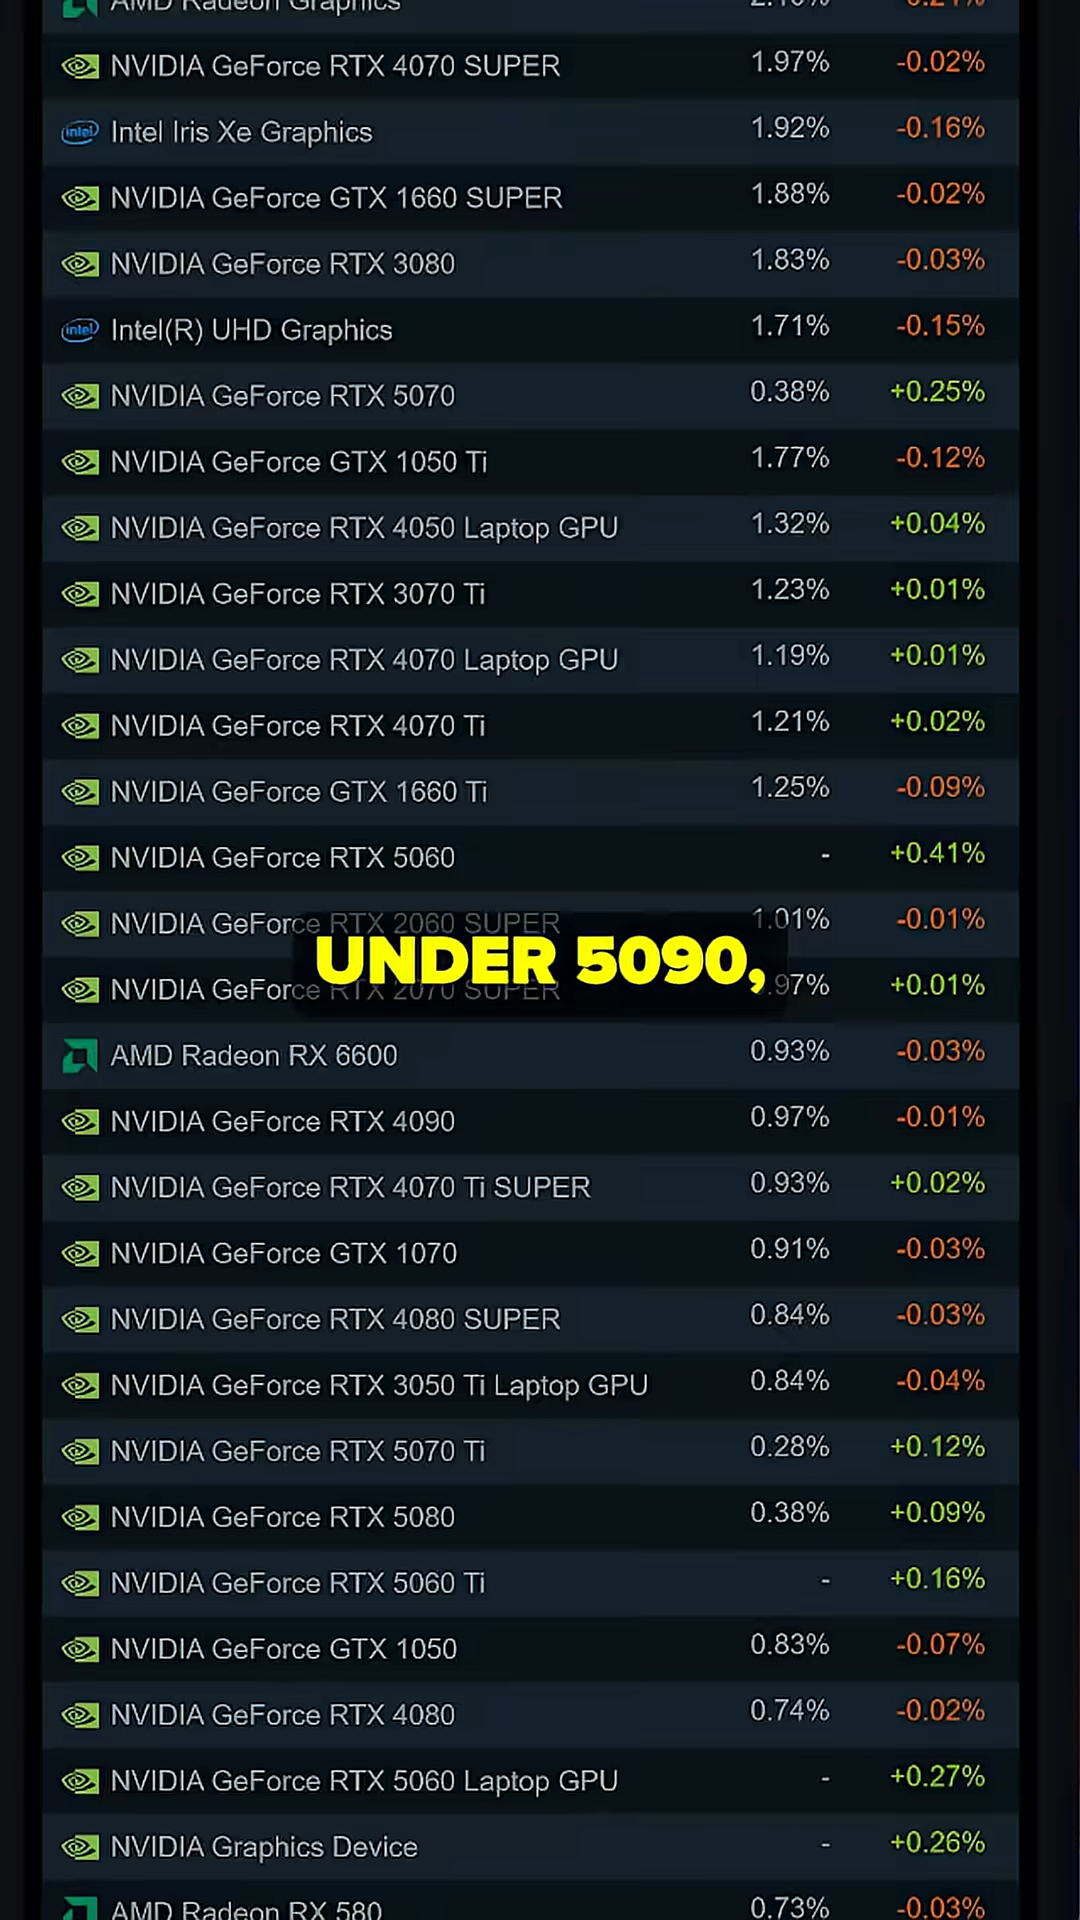 AMD Radeon Graphics
NVIDIA GeForce RTX 4070 SUPER 1.97% -0.02%
intel Intel Iris Xe Graphics 1.92% -0.16%
NVIDIA GeForce GTX 1660 SUPER 1.88% -0.02%
NVIDIA GeForce RTX 3080 1.83% -0.03%
intel Intel(R) UHD Graphics 1.71% -0.15%
NVIDIA GeForce RTX 5070 0.38% +0.25%
NVIDIA GeForce GTX 1050 Ti 1.77% -0.12%
NVIDIA GeForce RTX 4050 Laptop GPU 1.32% +0.04%
NVIDIA GeForce RTX 3070 Ti 1.23% +0.01%
NVIDIA GeForce RTX 4070 Laptop GPU 1.19% +0.01%
NVIDIA GeForce RTX 4070 Ti 1.21% +0.02%
NVIDIA GeForce GTX 1660 Ti 1.25% -0.09%
NVIDIA GeForce RTX 5060 - +0.41%
NVIDIA GeForce RTX 2060 SUPER 1.01% -0.01%
UNDER 5090,
NVIDIA GeForce RTX 2070 SUPER .97% +0.01%
AMD Radeon RX 6600 0.93% -0.03%
NVIDIA GeForce RTX 4090 0.97% -0.01%
NVIDIA GeForce RTX 4070 Ti SUPER 0.93% +0.02%
NVIDIA GeForce GTX 1070 0.91% -0.03%
NVIDIA GeForce RTX 4080 SUPER 0.84% -0.03%
NVIDIA GeForce RTX 3050 Ti Laptop GPU 0.84% -0.04%
NVIDIA GeForce RTX 5070 Ti 0.28% +0.12%
NVIDIA GeForce RTX 5080 0.38% +0.09%
NVIDIA GeForce RTX 5060 Ti - +0.16%
NVIDIA GeForce GTX 1050 0.83% -0.07%
NVIDIA GeForce RTX 4080 0.74% -0.02%
NVIDIA GeForce RTX 5060 Laptop GPU - +0.27%
NVIDIA Graphics Device - +0.26%
AMD Radeon RX 580 0.73% -0.03%